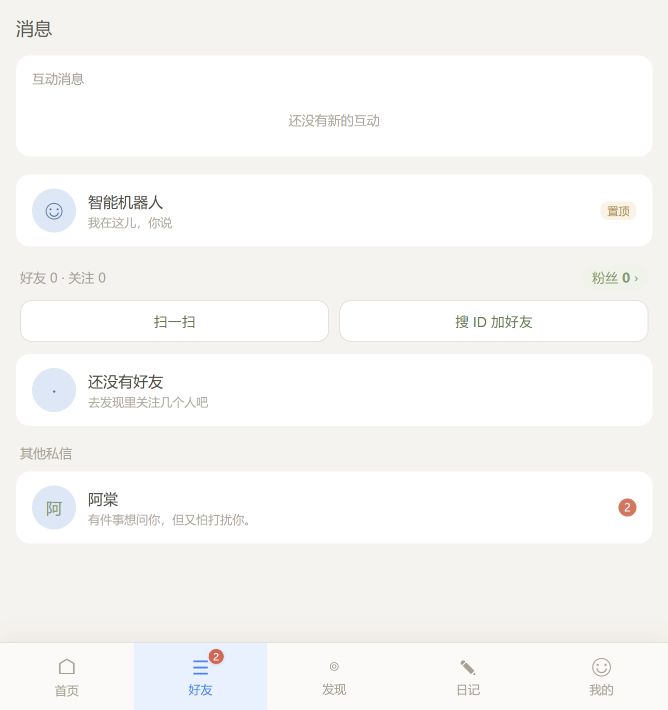 消息
互动消息
还没有新的互动
智能机器人
我在这儿，你说
置顶
好友 0 · 关注 0
粉丝 0 ›
扫一扫
搜 ID 加好友
还没有好友
去发现里关注几个人吧
其他私信
阿
阿棠
有件事想问你，但又怕打扰你。
2
2
首页
好友
发现
日记
我的